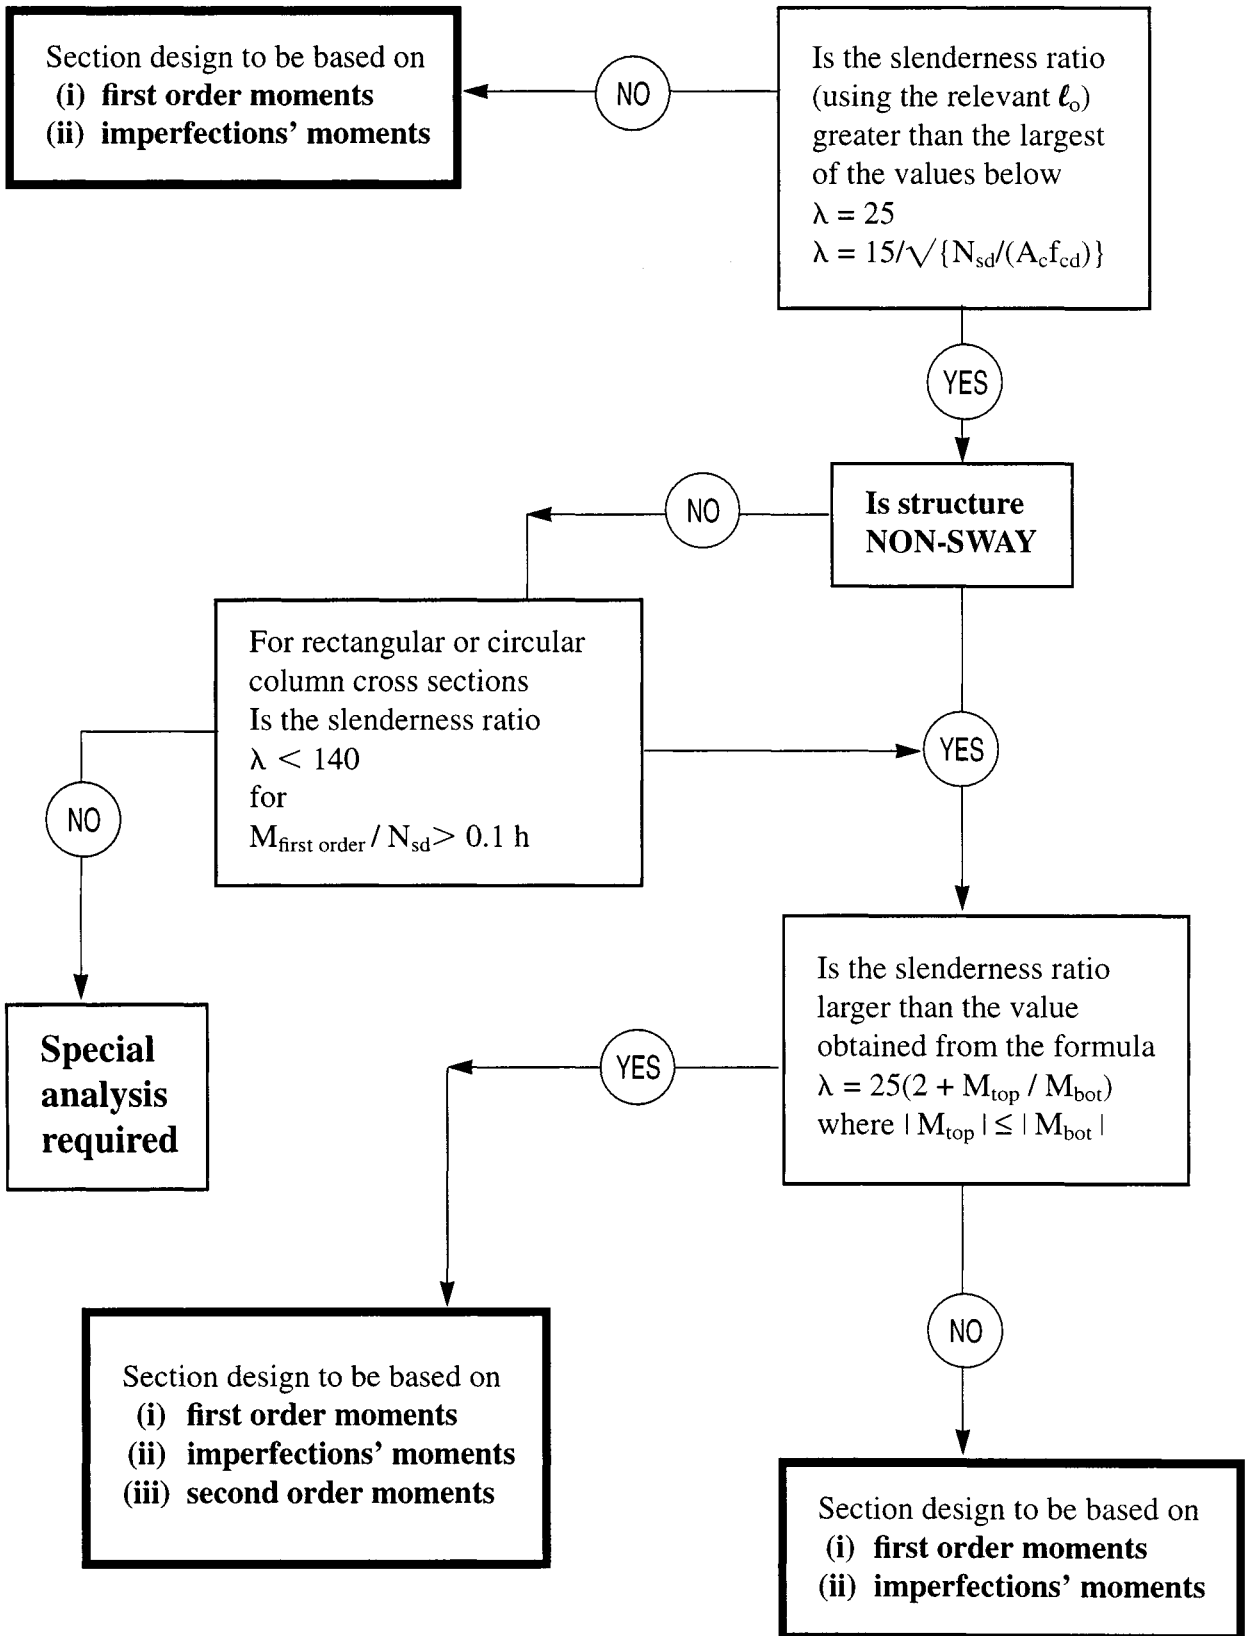 Section design to be based on
(i) first order moments
(ii) imperfections’ moments
NO
Is the slenderness ratio
(using the relevant ℓₒ)
greater than the largest
of the values below
λ = 25
λ = 15/√{N_sd/(A_c f_cd)}
YES
Is structure
NON-SWAY
NO
For rectangular or circular
column cross sections
Is the slenderness ratio
λ < 140
for
M_first order / N_sd > 0.1 h
YES
NO
Special
analysis
required
Is the slenderness ratio
larger than the value
obtained from the formula
λ = 25(2 + M_top / M_bot)
where | M_top | ≤ | M_bot |
YES
NO
Section design to be based on
(i) first order moments
(ii) imperfections’ moments
(iii) second order moments
Section design to be based on
(i) first order moments
(ii) imperfections’ moments